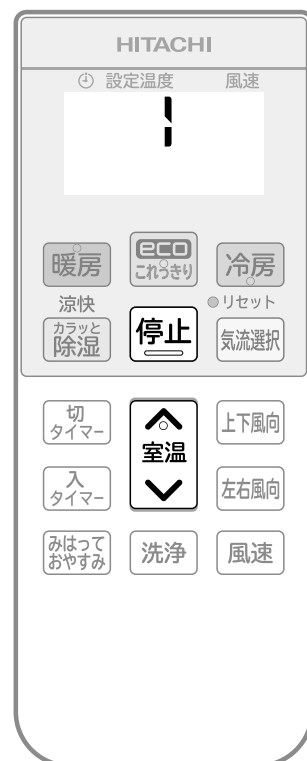 HITACHI
設定温度 風速
1
暖房
eco
これっきり
冷房
涼快
カラッと
除湿
停止
リセット
気流選択
切
タイマー
室温
上下風向
入
タイマー
左右風向
みはって
おやすみ
洗浄
風速